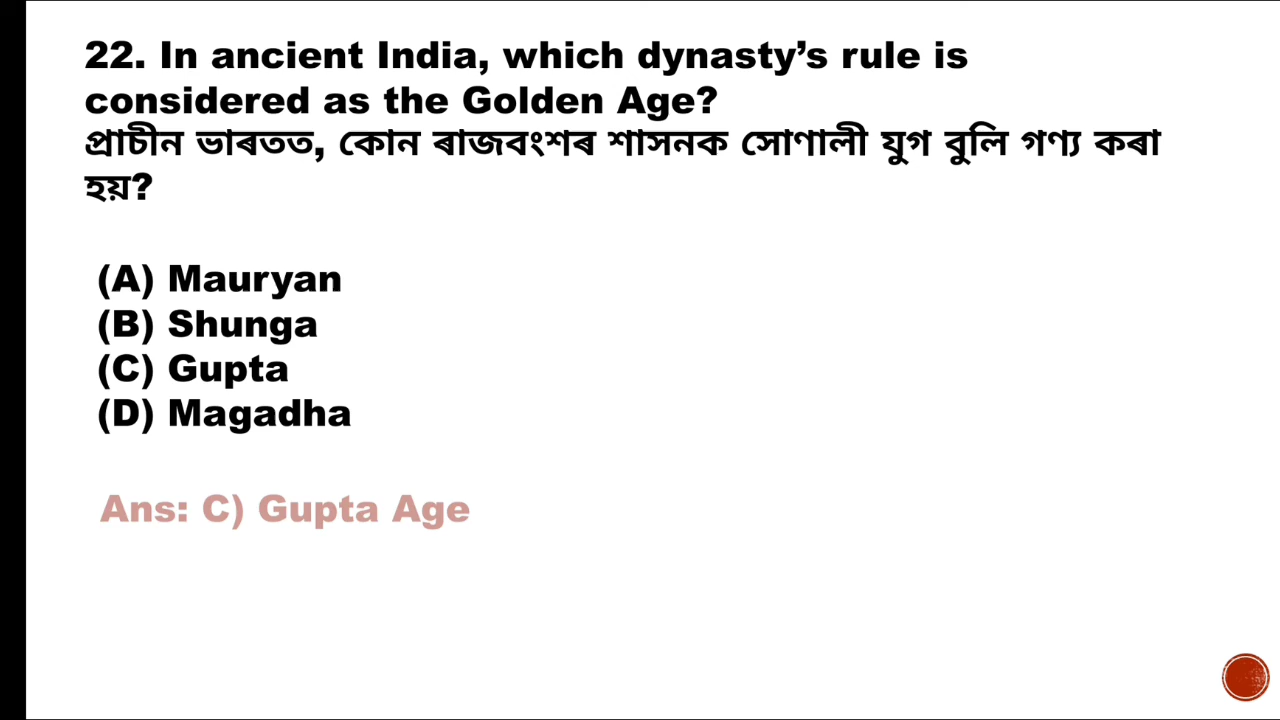 22. In ancient India, which dynasty’s rule is
considered as the Golden Age?
প্ৰাচীন ভাৰতত, কোন ৰাজবংশৰ শাসনক সোণালী যুগ বুলি গণ্য কৰা
হয়?
(A) Mauryan
(B) Shunga
(C) Gupta
(D) Magadha
Ans: C) Gupta Age